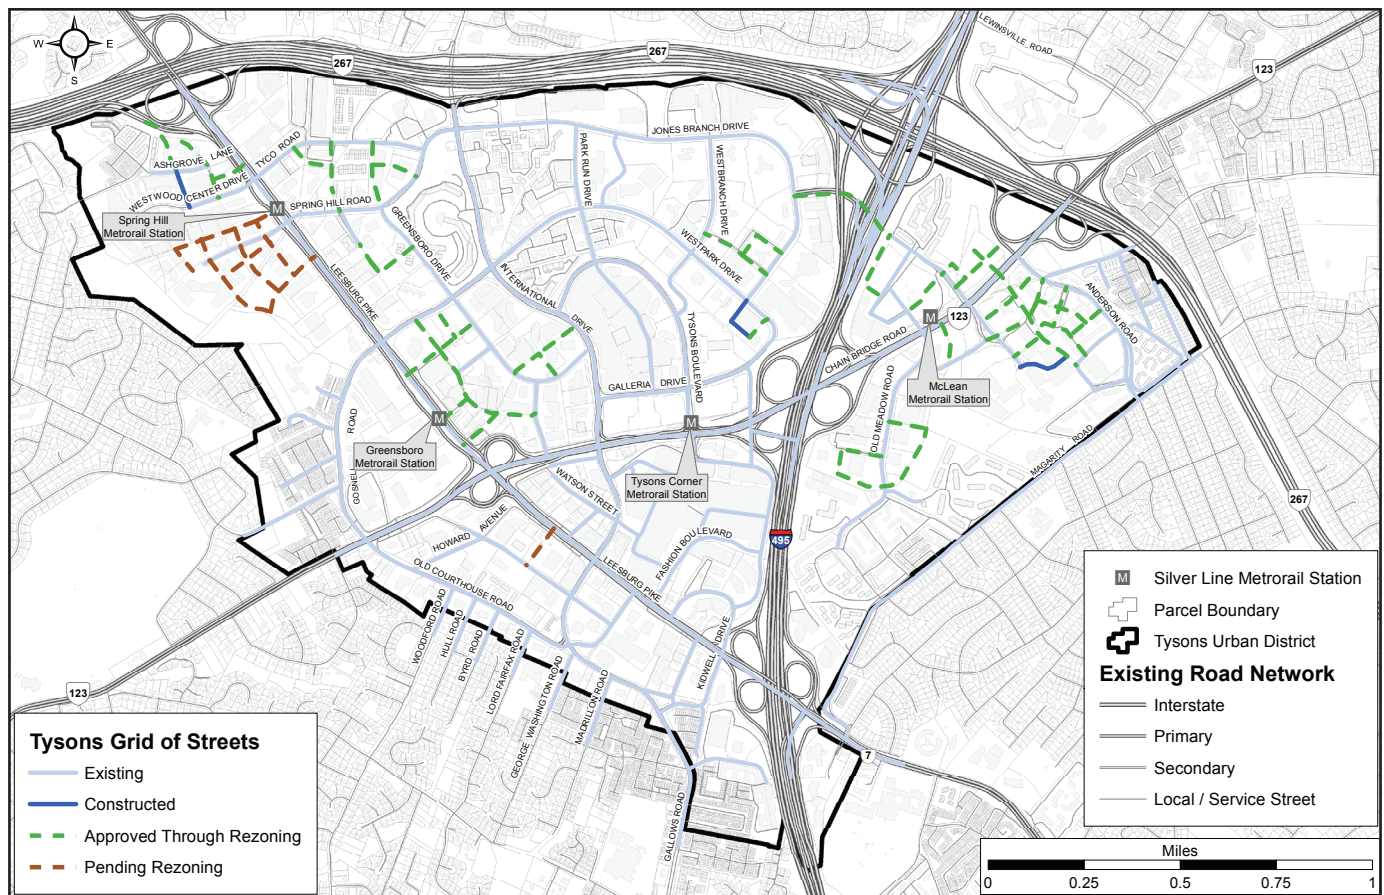 N
W
E
S
267
267
123
LEWINSVILLE ROAD
JONES BRANCH DRIVE
ASHGROVE LANE
TYCO ROAD
WESTWOOD CENTER DRIVE
SPRING HILL ROAD
Spring Hill
Metrorail Station
M
PARK RUN DRIVE
WESTBRANCH DRIVE
WESTPARK DRIVE
GREENSBORO DRIVE
INTERNATIONAL DRIVE
LEESBURG PIKE
TYSONS BOULEVARD
GALLERIA DRIVE
CHAIN BRIDGE ROAD
M
123
ANDERSON ROAD
McLean
Metrorail Station
OLD MEADOW ROAD
MAGARITY ROAD
M
Greensboro
Metrorail Station
M
Tysons Corner
Metrorail Station
ROAD
WATSON STREET
HOWARD AVENUE
FASHION BOULEVARD
LEESBURG PIKE
495
267
OLD COURTHOUSE ROAD
WOODFORD ROAD
HULL ROAD
BYRD ROAD
LORD FAIRFAX ROAD
GEORGE WASHINGTON ROAD
MADRILLON ROAD
KIDWELL DRIVE
GALLOWS ROAD
123
7
Tysons Grid of Streets
Existing
Constructed
Approved Through Rezoning
Pending Rezoning
M
Silver Line Metrorail Station
Parcel Boundary
Tysons Urban District
Existing Road Network
Interstate
Primary
Secondary
Local / Service Street
Miles
0 0.25 0.5 0.75 1